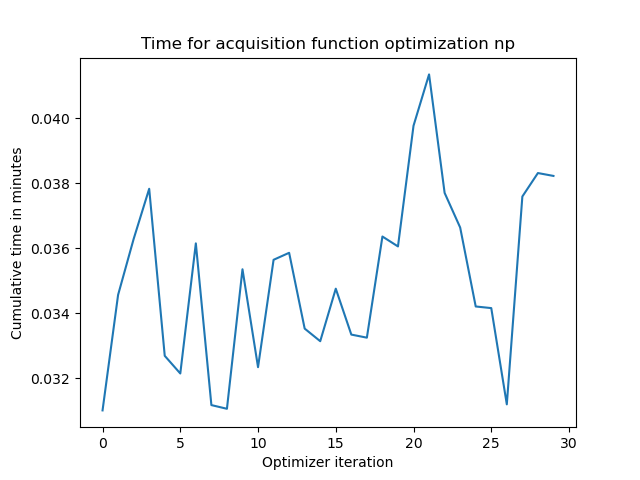 Time for acquisition function optimization np
0.040
0.038
0.036
0.034
0.032
Cumulative time in minutes
0 5 10 15 20 25 30
Optimizer iteration